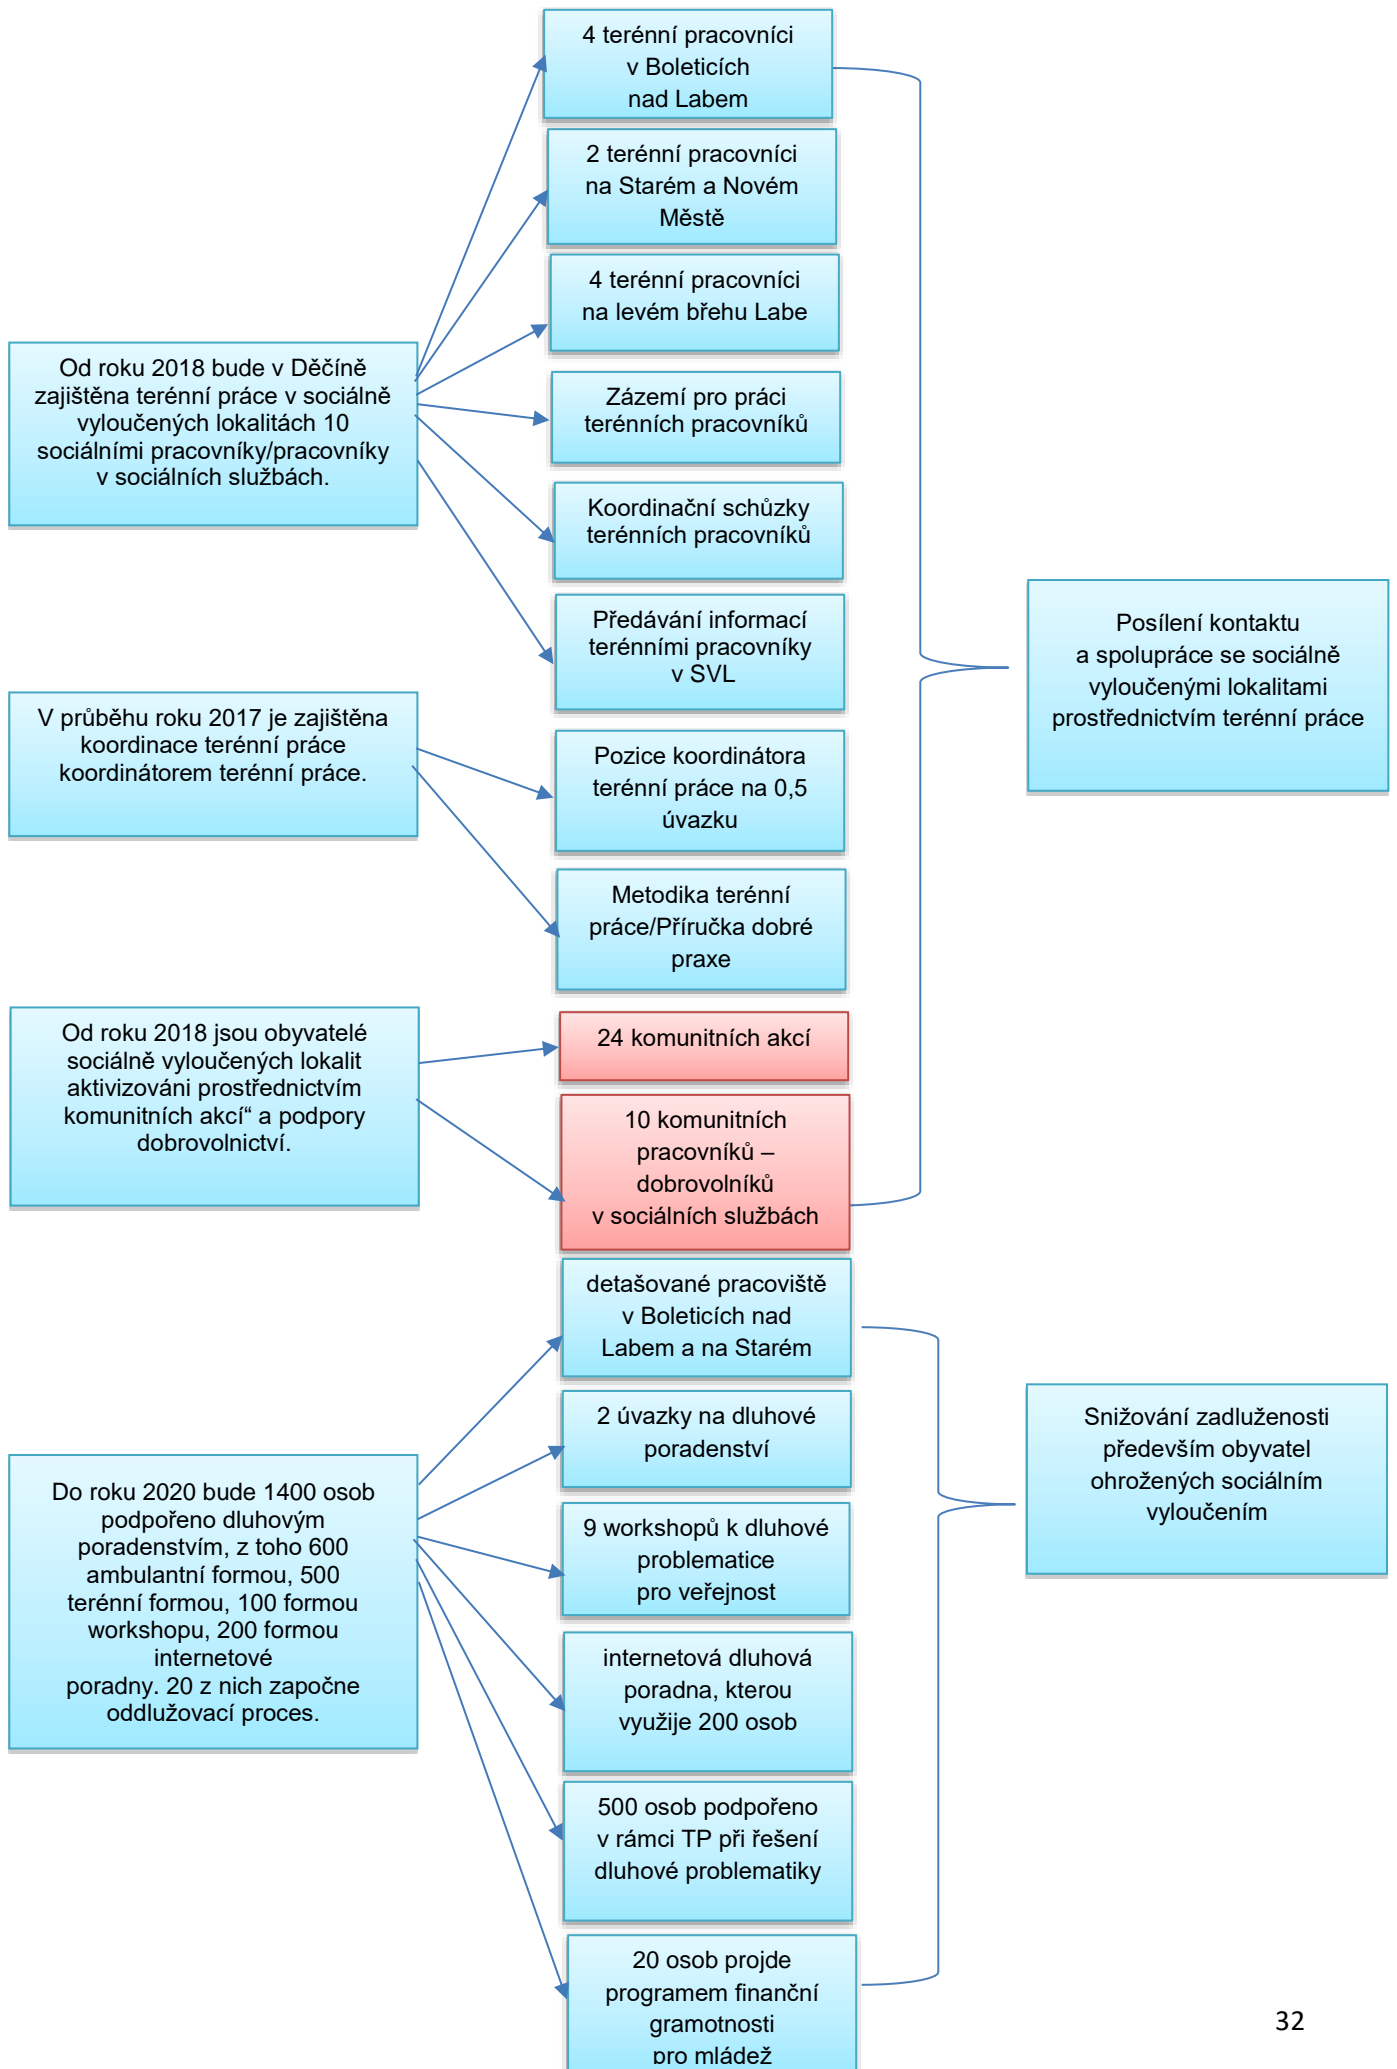 4 terénní pracovníci
v Boleticích
nad Labem
2 terénní pracovníci
na Starém a Novém
Městě
4 terénní pracovníci
na levém břehu Labe
Od roku 2018 bude v Děčíně
zajištěna terénní práce v sociálně
vyloučených lokalitách 10
sociálními pracovníky/pracovníky
v sociálních službách.
Zázemí pro práci
terénních pracovníků
Koordinační schůzky
terénních pracovníků
Předávání informací
terénními pracovníky
v SVL
Posílení kontaktu
a spolupráce se sociálně
vyloučenými lokalitami
prostřednictvím terénní práce
V průběhu roku 2017 je zajištěna
koordinace terénní práce
koordinátorem terénní práce.
Pozice koordinátora
terénní práce na 0,5
úvazku
Metodika terénní
práce/Příručka dobré
praxe
Od roku 2018 jsou obyvatelé
sociálně vyloučených lokalit
aktivizováni prostřednictvím
komunitních akcí“ a podpory
dobrovolnictví.
24 komunitních akcí
10 komunitních
pracovníků –
dobrovolníků
v sociálních službách
detašované pracoviště
v Boleticích nad
Labem a na Starém
2 úvazky na dluhové
poradenství
Snižování zadluženosti
především obyvatel
ohrožených sociálním
vyloučením
Do roku 2020 bude 1400 osob
podpořeno dluhovým
poradenstvím, z toho 600
ambulantní formou, 500
terénní formou, 100 formou
workshopu, 200 formou
internetové
poradny. 20 z nich započne
oddlužovací proces.
9 workshopů k dluhové
problematice
pro veřejnost
internetová dluhová
poradna, kterou
využije 200 osob
500 osob podpořeno
v rámci TP při řešení
dluhové problematiky
20 osob projde
programem finanční
gramotnosti
pro mládež
32